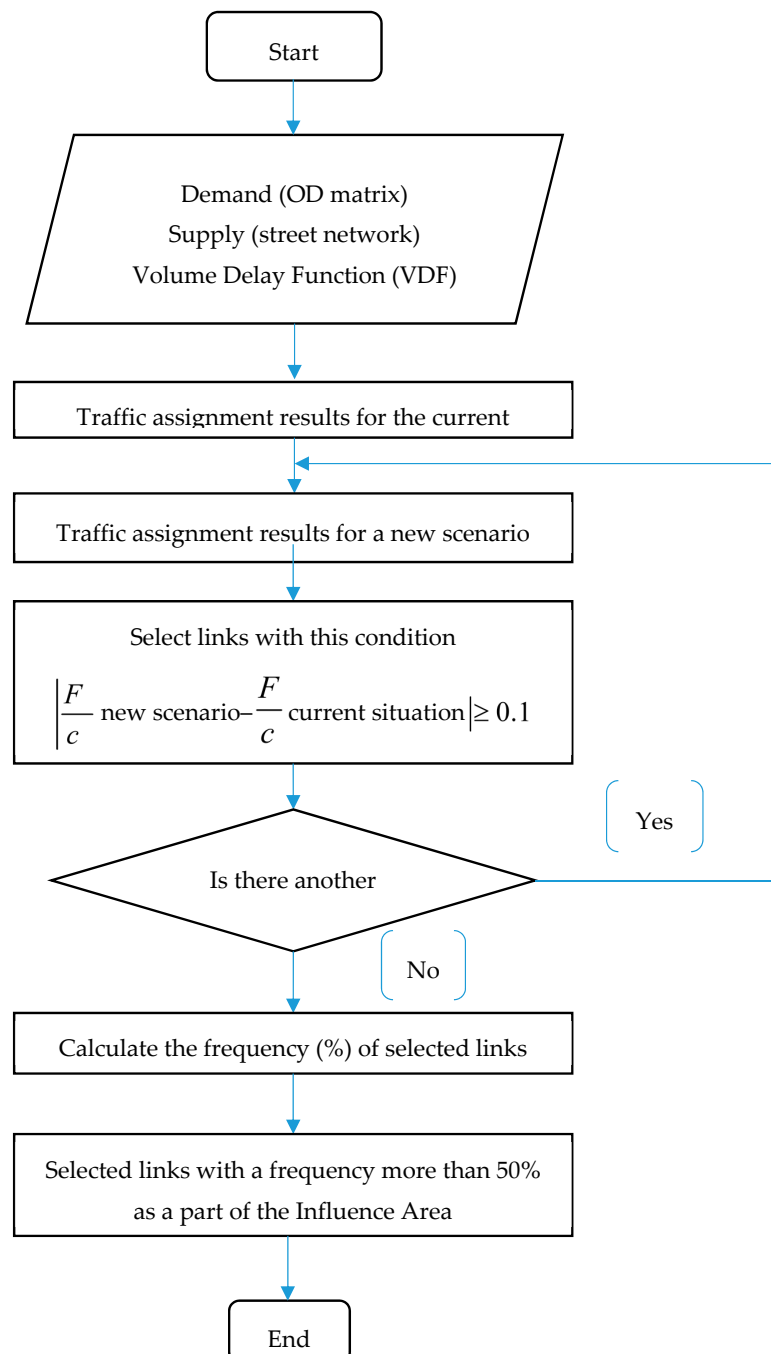 Start
Demand (OD matrix)
Supply (street network)
Volume Delay Function (VDF)
Traffic assignment results for the current
Traffic assignment results for a new scenario
Select links with this condition
|F/c new scenario–F/c current situation|≥ 0.1
Yes
Is there another
No
Calculate the frequency (%) of selected links
Selected links with a frequency more than 50%
as a part of the Influence Area
End